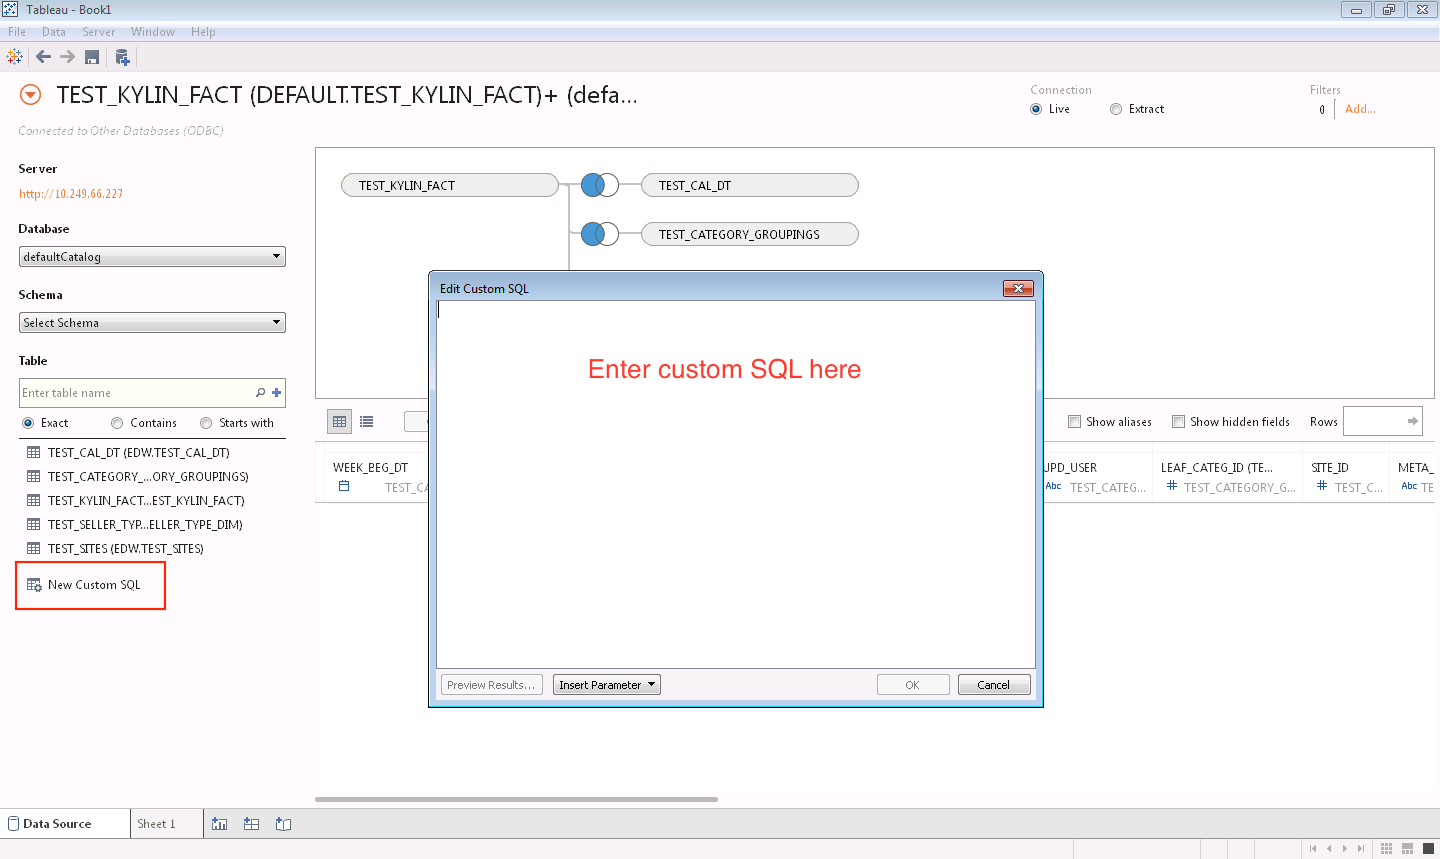 Tableau - Book1
File Data Server Window Help
TEST_KYLIN_FACT (DEFAULT.TEST_KYLIN_FACT)+ (defa...
Connected to Other Databases (ODBC)
Connection
Live Extract
Filters
0 Add...
Server
http://10.249.66.227
Database
defaultCatalog
Schema
Select Schema
Table
Enter table name
Exact Contains Starts with
TEST_CAL_DT (EDW.TEST_CAL_DT)
TEST_CATEGORY_...ORY_GROUPINGS)
TEST_KYLIN_FACT...EST_KYLIN_FACT)
TEST_SELLER_TYP...ELLER_TYPE_DIM)
TEST_SITES (EDW.TEST_SITES)
New Custom SQL
TEST_KYLIN_FACT
TEST_CAL_DT
TEST_CATEGORY_GROUPINGS
Edit Custom SQL
Enter custom SQL here
Preview Results... Insert Parameter OK Cancel
Show aliases Show hidden fields Rows
WEEK_BEG_DT UPD_USER LEAF_CATEG_ID (TE... SITE_ID META_
TEST_CA Abc TEST_CATEG... # TEST_CATEGORY_G... # TEST_C... Abc TE
Data Source Sheet 1